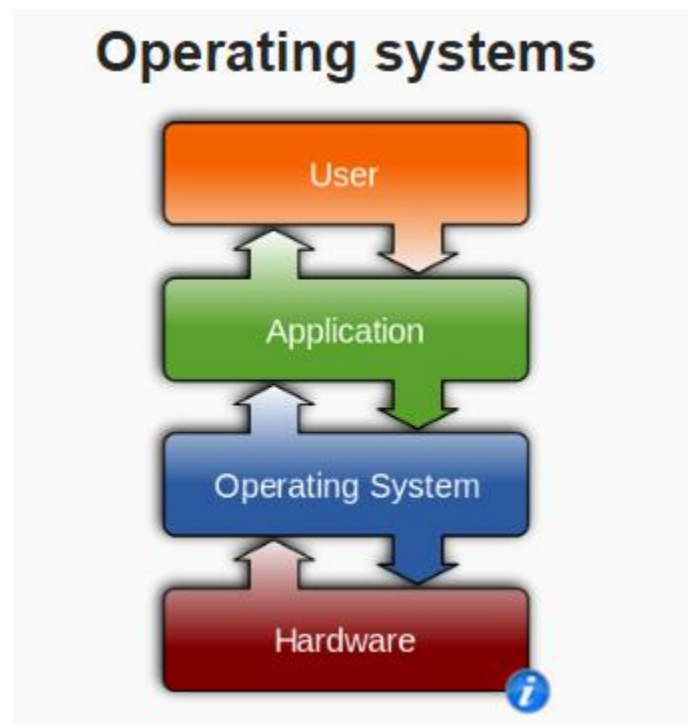 Operating systems
User
Application
Operating System
Hardware
i